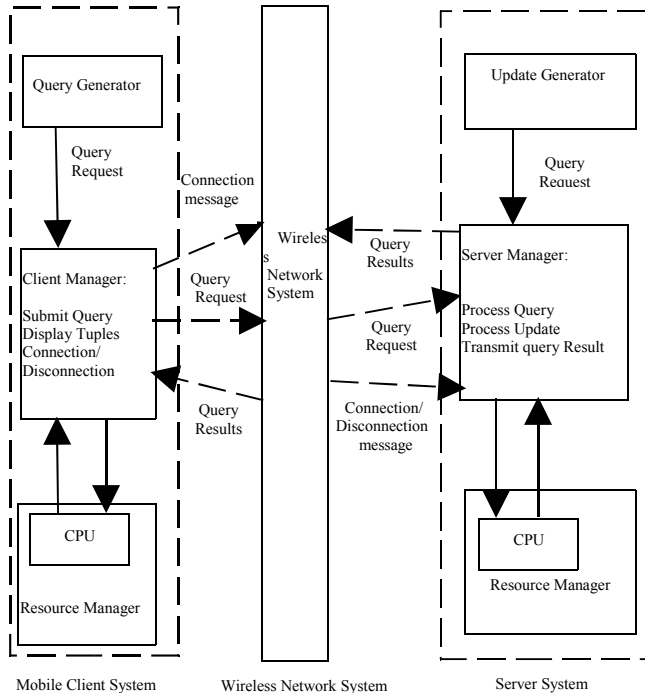 Query Generator
Query
Request
Client Manager:
Submit Query
Display Tuples
Connection/
Disconnection
CPU
Resource Manager
Mobile Client System
Connection
message
Query
Request
Query
Results
Wireles
s
Network
System
Wireless Network System
Query
Results
Query
Request
Connection/
Disconnection
message
Update Generator
Query
Request
Server Manager:
Process Query
Process Update
Transmit query Result
CPU
Resource Manager
Server System